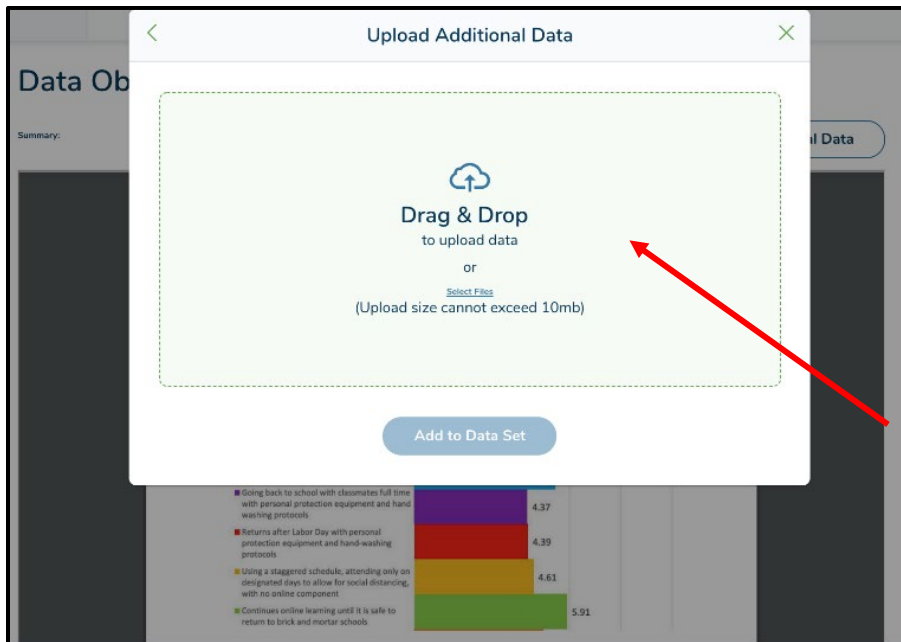 Upload Additional Data
Data Ob
Summary:
al Data
Drag & Drop
to upload data
or
Select Files
(Upload size cannot exceed 10mb)
Add to Data Set
Going back to school with classmates full time
with personal protection equipment and hand
washing protocols
4.37
Returns after Labor Day with personal
protection equipment and hand-washing
protocols
4.39
Using a staggered schedule, attending only on
designated days to allow for social distancing,
with no online component
4.61
Continues online learning until it is safe to
return to brick and mortar schools
5.91